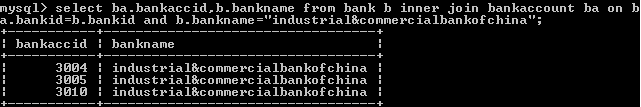 mysql> select ba.bankaccid,b.bankname from bank b inner join bankaccount ba on b
a.bankid=b.bankid and b.bankname="industrial&commercialbankofchina";
+-----------+----------------------------------+
| bankaccid | bankname                         |
+-----------+----------------------------------+
|      3004 | industrial&commercialbankofchina |
|      3005 | industrial&commercialbankofchina |
|      3010 | industrial&commercialbankofchina |
+-----------+----------------------------------+